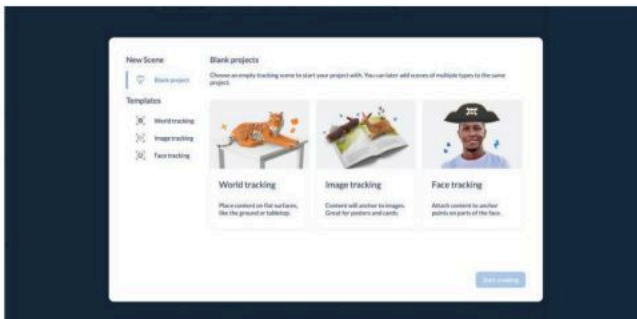 New Scene
Blank project
Templates
World tracking
Image tracking
Face tracking
Blank projects
Choose an empty tracking scene to start your project with. You can later add scenes of multiple types to the same
project.
World tracking
Place content on flat surfaces,
like the ground or tabletop.
Image tracking
Content will anchor to images.
Great for posters and cards.
Face tracking
Attach content to anchor
points on parts of the face.
Start creating